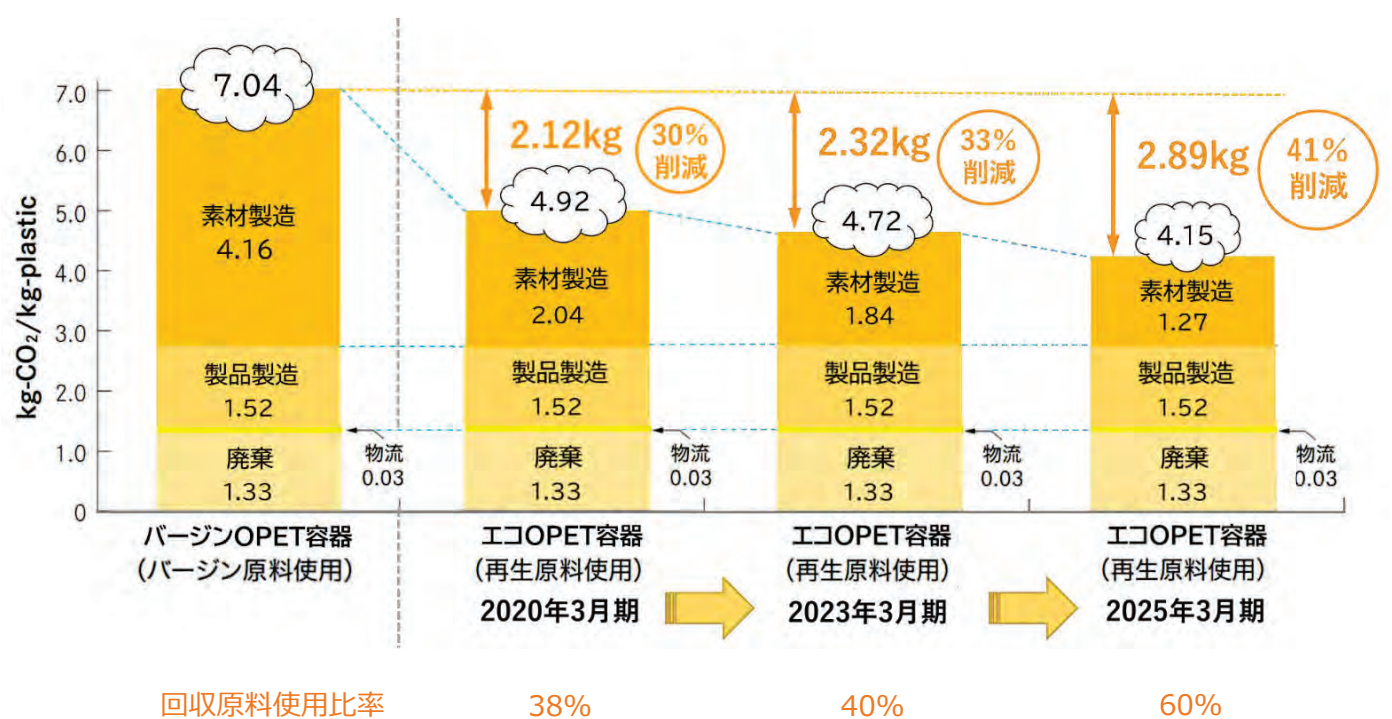 kg-CO₂/kg-plastic
7.0
6.0
5.0
4.0
3.0
2.0
1.0
0
7.04
素材製造
4.16
製品製造
1.52
廃棄
1.33
物流
0.03
2.12kg
30%
削減
4.92
素材製造
2.04
製品製造
1.52
廃棄
1.33
物流
0.03
2.32kg
33%
削減
4.72
素材製造
1.84
製品製造
1.52
廃棄
1.33
物流
0.03
2.89kg
41%
削減
4.15
素材製造
1.27
製品製造
1.52
廃棄
1.33
物流
0.03
バージンOPET容器
(バージン原料使用)
エコOPET容器
(再生原料使用)
2020年3月期
エコOPET容器
(再生原料使用)
2023年3月期
エコOPET容器
(再生原料使用)
2025年3月期
回収原料使用比率 38% 40% 60%